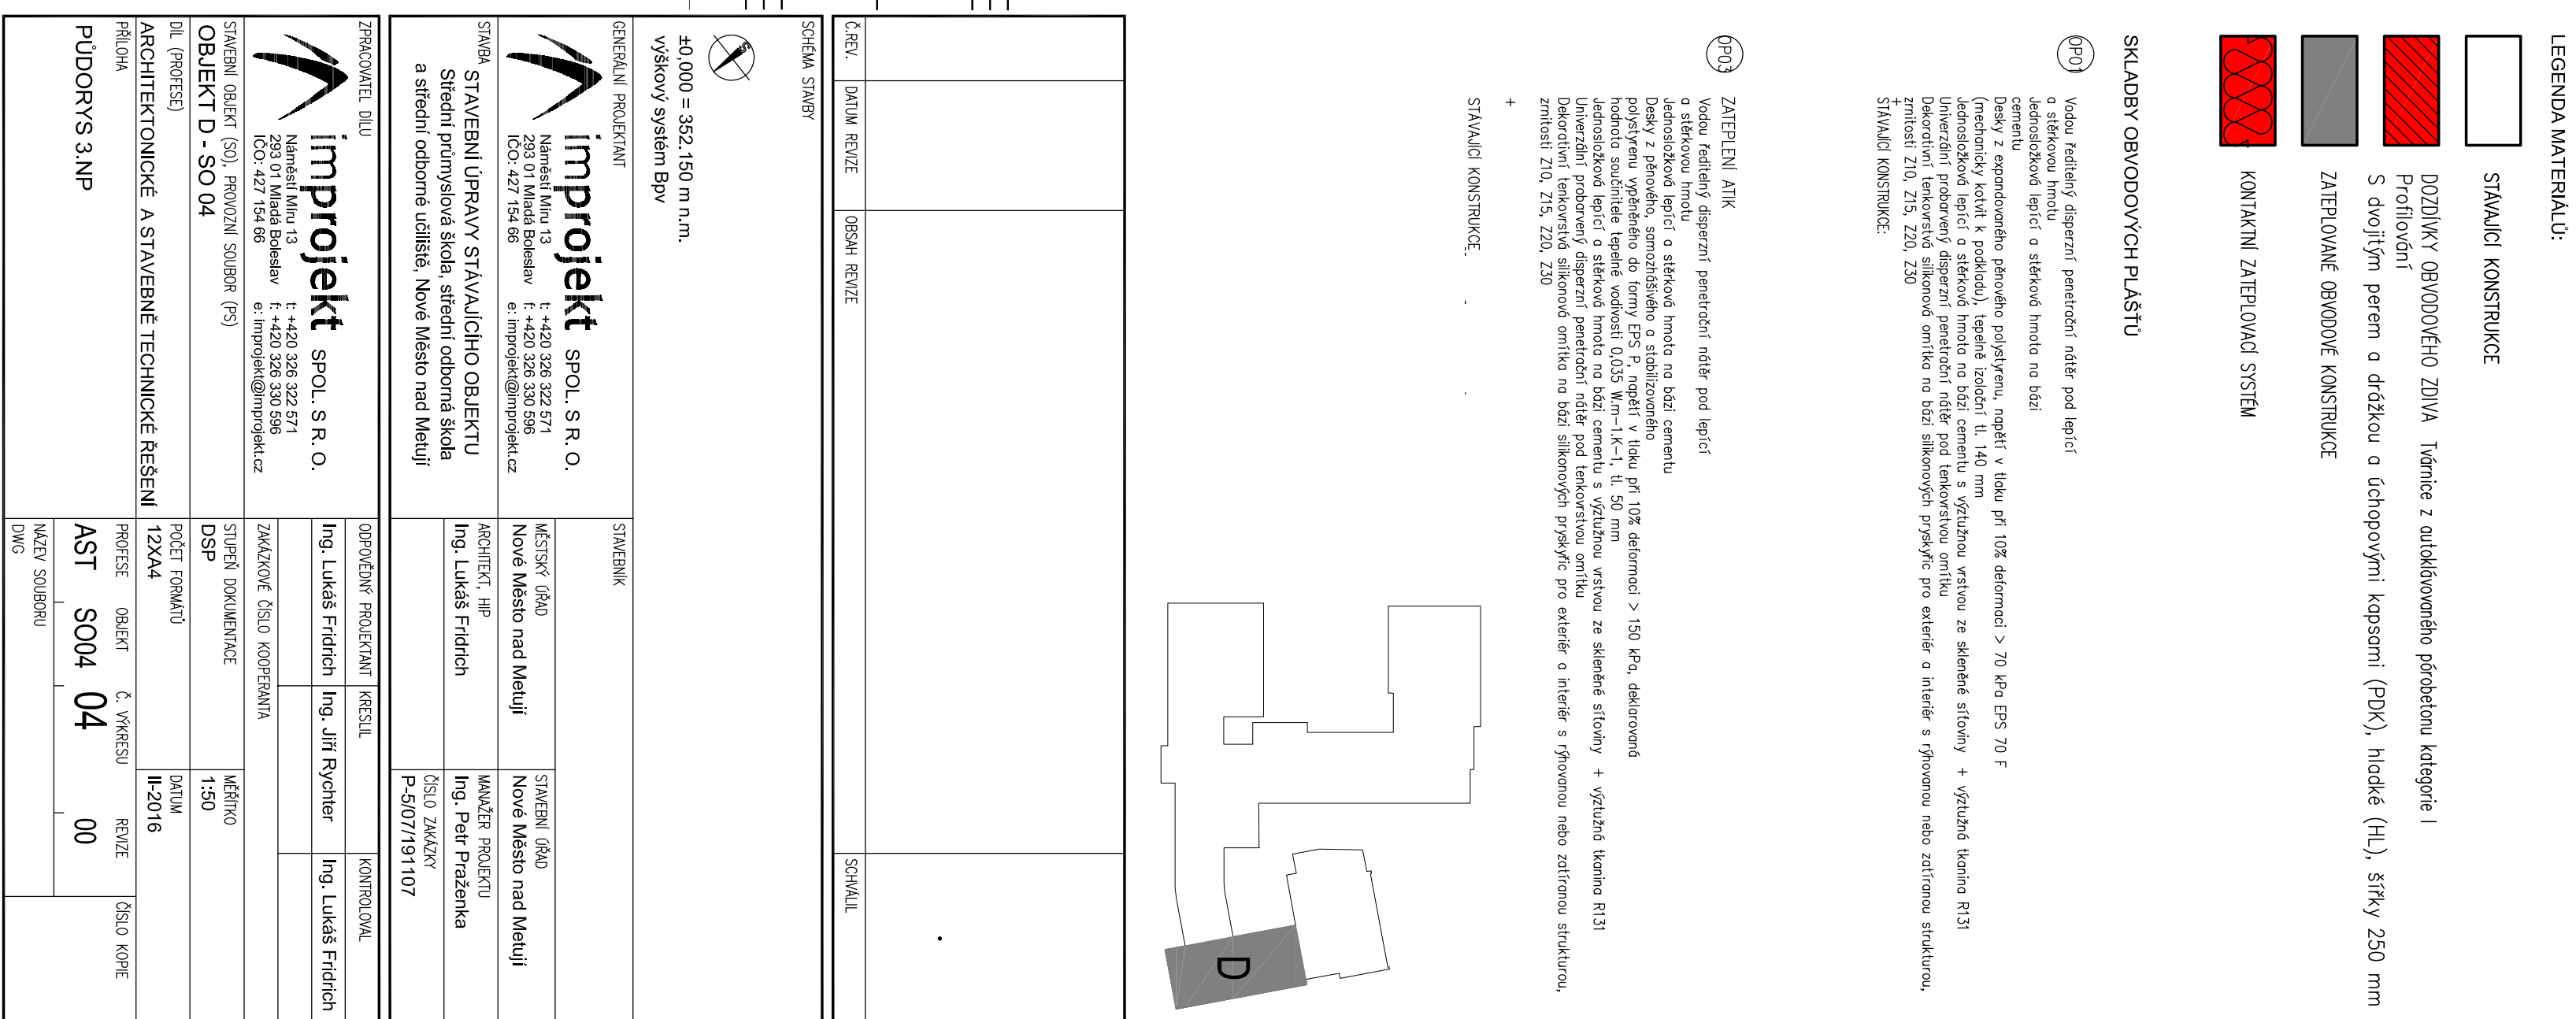 LEGENDA MATERIÁLŮ:
STÁVAJÍCÍ KONSTRUKCE
DOZDÍVKY OBVODOVÉHO ZDIVA Tvárnice z autoklávovaného pórobetonu kategorie I
Profilování
S dvojitým perem a drážkou a úchopovými kapsami (PDK), hladké (HL), šířky 250 mm
ZATEPLOVANÉ OBVODOVÉ KONSTRUKCE
KONTAKTNÍ ZATEPLOVACÍ SYSTÉM
SKLADBY OBVODOVÝCH PLÁŠŤŮ
OP01
Vodou ředitelný disperzní penetrační nátěr pod lepící
a stěrkovou hmotu
Jednosložková lepící a stěrková hmota na bázi
cementu
Desky z expandovaného pěnového polystyrenu, napětí v tlaku při 10% deformaci > 70 kPa EPS 70 F
(mechanicky kotvit k podkladu), tepelně izolační tl. 140 mm
Jednosložková lepící a stěrková hmota na bázi cementu s výztužnou vrstvou ze skleněné síťoviny + výztužná tkanina R131
Univerzální probarvený disperzní penetrační nátěr pod tenkovrstvou omítku
Dekorativní tenkovrstvá silikonová omítka na bázi silikonových pryskyřic pro exteriér a interiér s rýhovanou nebo zatíranou strukturou,
zrnitosti Z10, Z15, Z20, Z30
+
STÁVAJÍCÍ KONSTRUKCE:
OP03
ZATEPLENÍ ATIK
Vodou ředitelný disperzní penetrační nátěr pod lepící
a stěrkovou hmotu
Jednosložková lepící a stěrková hmota na bázi cementu
Desky z pěnového, samozhášivého a stabilizovaného
polystyrenu vypěněného do formy EPS P, napětí v tlaku při 10% deformaci > 150 kPa, deklarovaná
hodnota součinitele tepelné vodivosti 0,035 W.m-1.K-1, tl. 50 mm
Jednosložková lepící a stěrková hmota na bázi cementu s výztužnou vrstvou ze skleněné síťoviny + výztužná tkanina R131
Univerzální probarvený disperzní penetrační nátěr pod tenkovrstvou omítku
Dekorativní tenkovrstvá silikonová omítka na bázi silikonových pryskyřic pro exteriér a interiér s rýhovanou nebo zatíranou strukturou,
zrnitosti Z10, Z15, Z20, Z30
+
STÁVAJÍCÍ KONSTRUKCE
D
Č.REV. DATUM REVIZE OBSAH REVIZE SCHVÁLIL
SCHÉMA STAVBY
±0,000 = 352.150 m n.m.
výškový systém Bpv
GENERÁLNÍ PROJEKTANT
improjekt SPOL. S R. O.
Náměstí Míru 13 t: +420 326 322 571
293 01 Mladá Boleslav f: +420 326 330 596
IČO: 427 154 66 e: improjekt@improjekt.cz
STAVEBNÍK
MĚSTSKÝ ÚŘAD
Nové Město nad Metují
STAVEBNÍ ÚŘAD
Nové Město nad Metují
STAVBA
STAVEBNÍ ÚPRAVY STÁVAJÍCÍHO OBJEKTU
Střední průmyslová škola, střední odborná škola
a střední odborné učiliště, Nové Město nad Metují
ARCHITEKT, HIP
Ing. Lukáš Fridrich
MANAŽER PROJEKTU
Ing. Petr Praženka
ČÍSLO ZAKÁZKY
P-5/07/191107
ZPRACOVATEL DÍLU
improjekt SPOL. S R. O.
Náměstí Míru 13 t: +420 326 322 571
293 01 Mladá Boleslav f: +420 326 330 596
IČO: 427 154 66 e: improjekt@improjekt.cz
ODPOVĚDNÝ PROJEKTANT KRESLIL KONTROLOVAL
Ing. Lukáš Fridrich Ing. Jiří Rychter Ing. Lukáš Fridrich
ZAKÁZKOVÉ ČÍSLO KOOPERANTA
STAVEBNÍ OBJEKT (SO), PROVOZNÍ SOUBOR (PS)
OBJEKT D - SO 04
STUPEŇ DOKUMENTACE
DSP
MĚŘÍTKO
1:50
DÍL (PROFESE)
ARCHITEKTONICKÉ A STAVEBNĚ TECHNICKÉ ŘEŠENÍ
POČET FORMÁTŮ
12XA4
DATUM
II-2016
PŘÍLOHA
PŮDORYS 3.NP
PROFESE OBJEKT Č. VÝKRESU REVIZE ČÍSLO KOPIE
AST SO04 04 00
NÁZEV SOUBORU
DWG